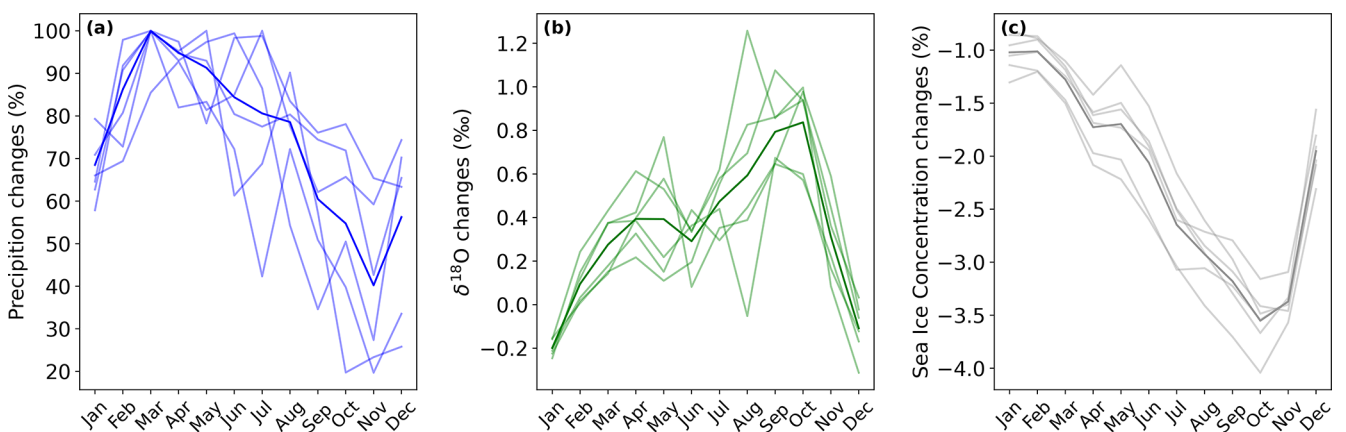 (a)
Precipition changes (%)
100
90
80
70
60
50
40
30
20
Jan Feb Mar Apr May Jun Jul Aug Sep Oct Nov Dec
(b)
δ¹⁸O changes (‰)
1.2
1.0
0.8
0.6
0.4
0.2
0.0
−0.2
Jan Feb Mar Apr May Jun Jul Aug Sep Oct Nov Dec
(c)
Sea Ice Concentration changes (%)
−1.0
−1.5
−2.0
−2.5
−3.0
−3.5
−4.0
Jan Feb Mar Apr May Jun Jul Aug Sep Oct Nov Dec